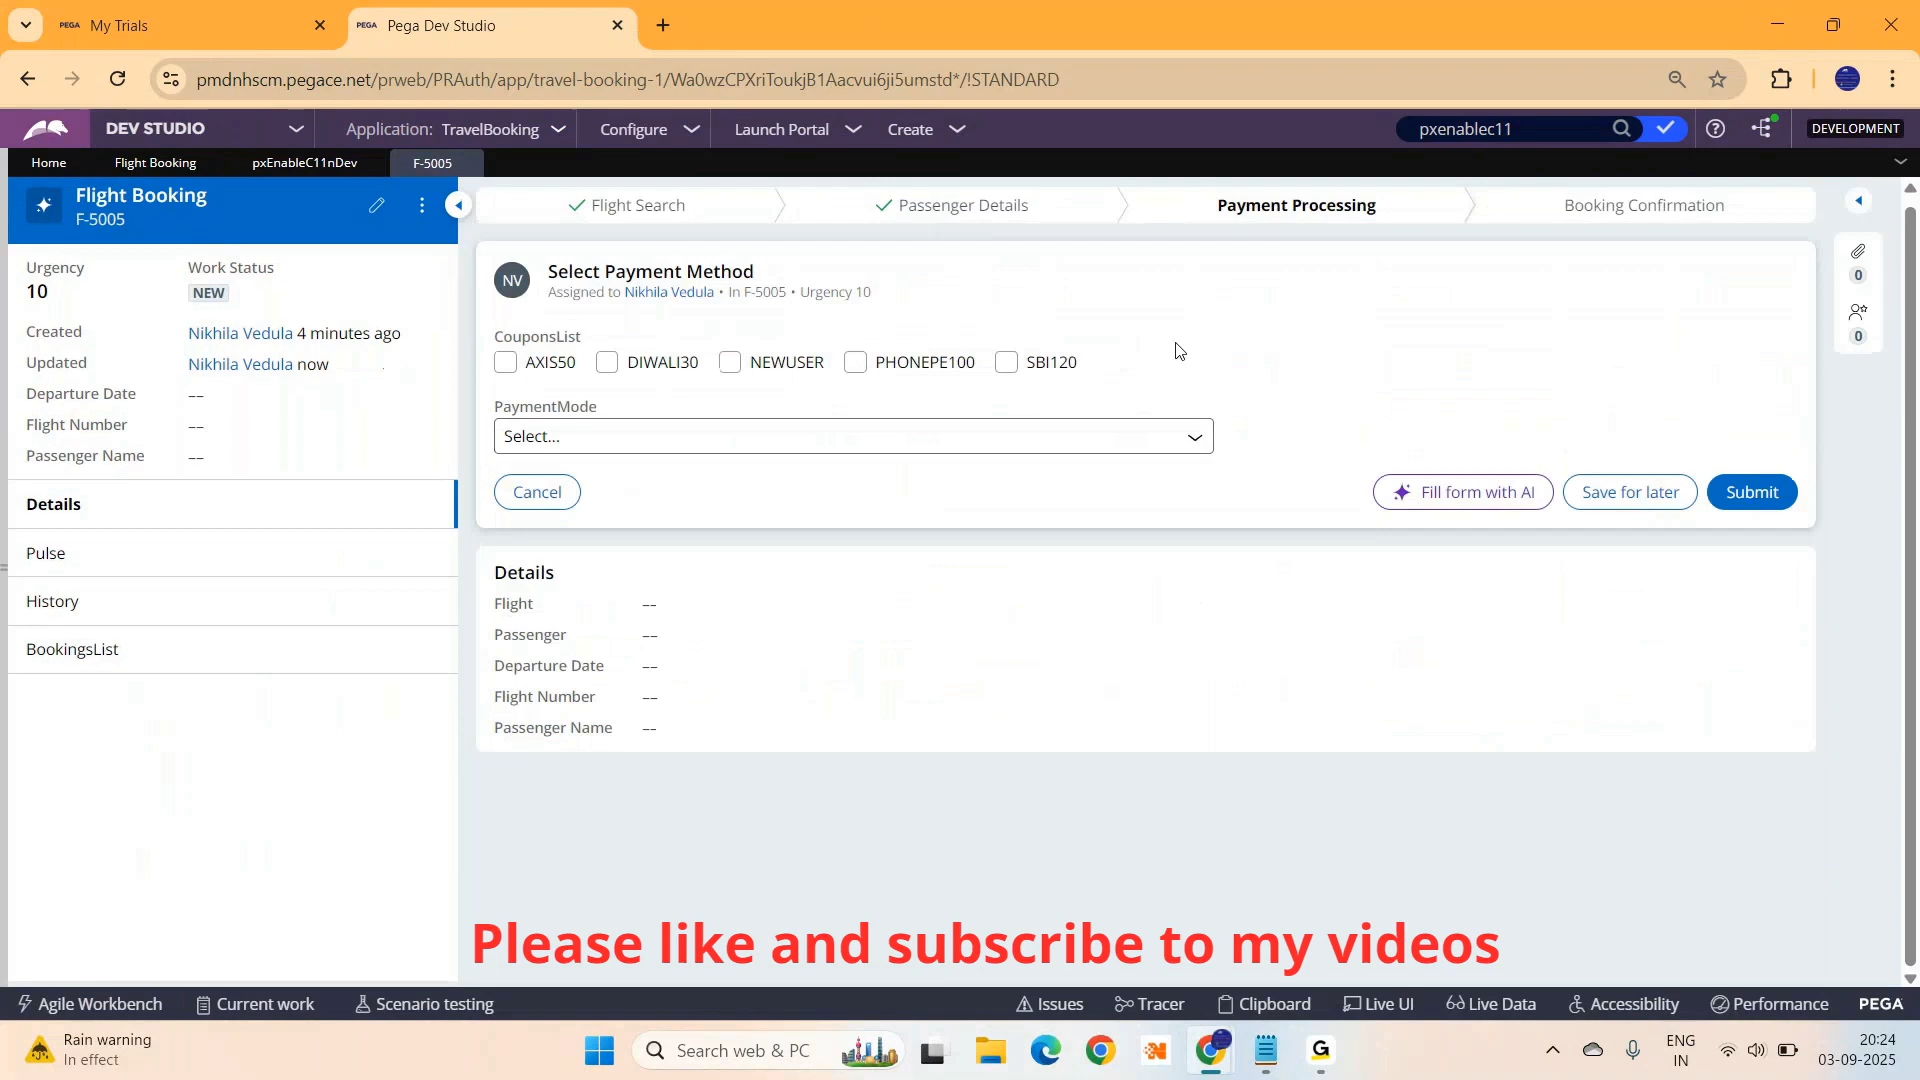 PEGA My Trials
PEGA Pega Dev Studio
pmdnhscm.pegace.net/prweb/PRAuth/app/travel-booking-1/Wa0wzCPXriToukjB1Aacvui6ji5umstd*/!STANDARD
DEV STUDIO Application: TravelBooking Configure Launch Portal Create pxenablec11 DEVELOPMENT
Home Flight Booking pxEnableC11nDev F-5005
Flight Booking
F-5005
Urgency Work Status
10 NEW
Created Nikhila Vedula 4 minutes ago
Updated Nikhila Vedula now
Departure Date --
Flight Number --
Passenger Name --
Details
Pulse
History
BookingsList
Flight Search Passenger Details Payment Processing Booking Confirmation
NV
Select Payment Method
Assigned to Nikhila Vedula • In F-5005 • Urgency 10
CouponsList
AXIS50 DIWALI30 NEWUSER PHONEPE100 SBI120
PaymentMode
Select...
Cancel Fill form with AI Save for later Submit
0
0
Details
Flight --
Passenger --
Departure Date --
Flight Number --
Passenger Name --
Please like and subscribe to my videos
Agile Workbench Current work Scenario testing Issues Tracer Clipboard Live UI Live Data Accessibility Performance PEGA
Rain warning
In effect
Search web & PC
ENG
IN
20:24
03-09-2025